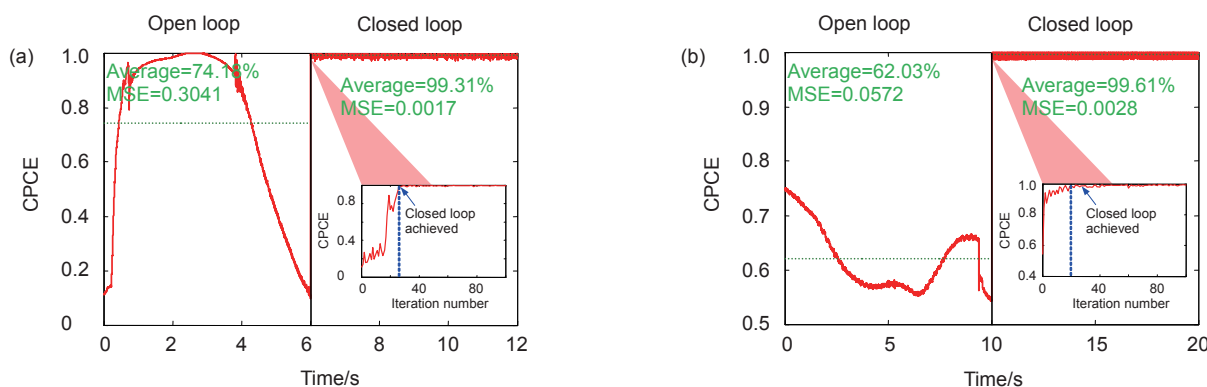 Open loop
Closed loop
(a)
Average=74.18%
MSE=0.3041
Average=99.31%
MSE=0.0017
CPCE
1.0
0.8
0.6
0.4
0.2
0
0
2
4
6
8
10
12
Time/s
CPCE
0.8
0.4
0
0
40
80
Iteration number
Closed loop
achieved
Open loop
Closed loop
(b)
Average=62.03%
MSE=0.0572
Average=99.61%
MSE=0.0028
CPCE
1.0
0.9
0.8
0.7
0.6
0.5
0
5
10
15
20
Time/s
CPCE
1.0
0.8
0.6
0.4
0
40
80
Iteration number
Closed loop
achieved